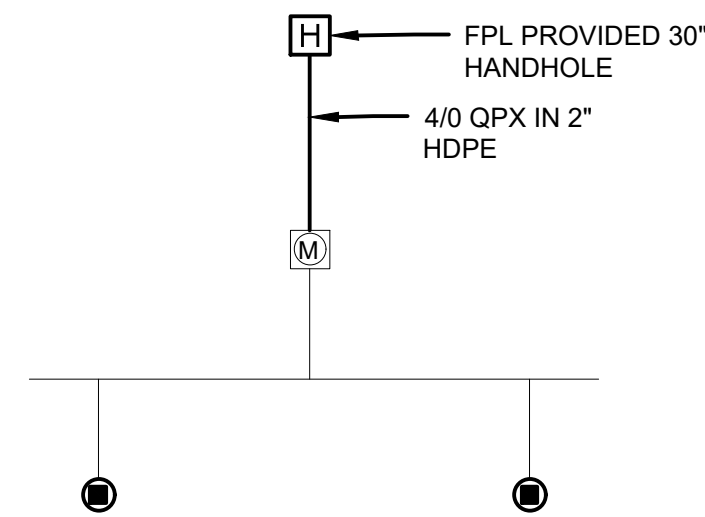 H
FPL PROVIDED 30"
HANDHOLE
4/0 QPX IN 2"
HDPE
M